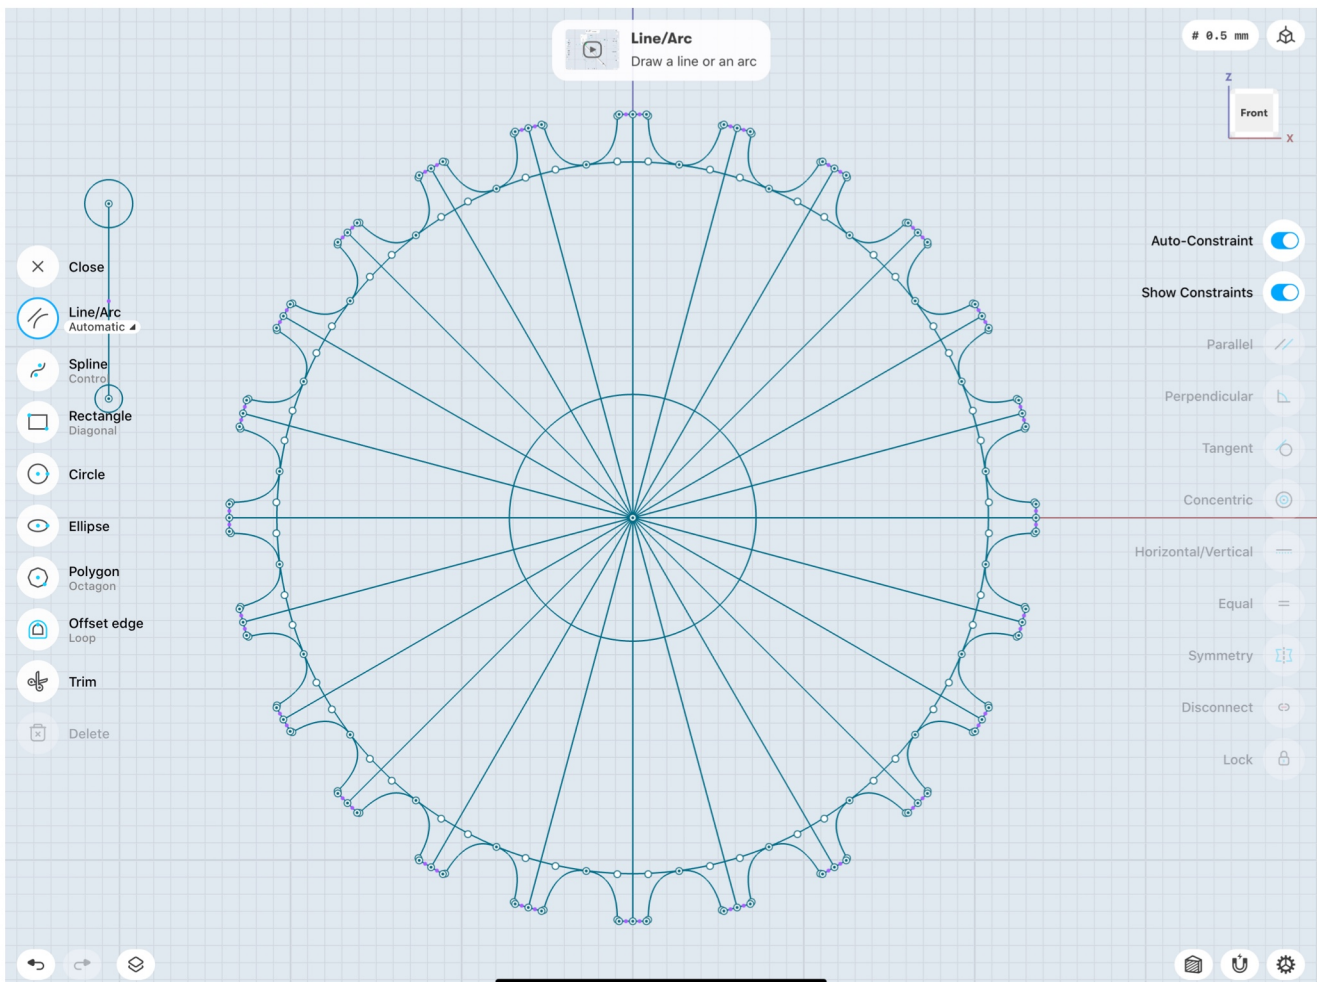 Line/Arc
Draw a line or an arc
# 0.5 mm
Z
Front
X
Auto-Constraint
Close
Show Constraints
Line/Arc
Automatic
Parallel
Spline
Control
Perpendicular
Rectangle
Diagonal
Tangent
Circle
Concentric
Ellipse
Horizontal/Vertical
Polygon
Octagon
Equal
Offset edge
Loop
Symmetry
Trim
Disconnect
Delete
Lock